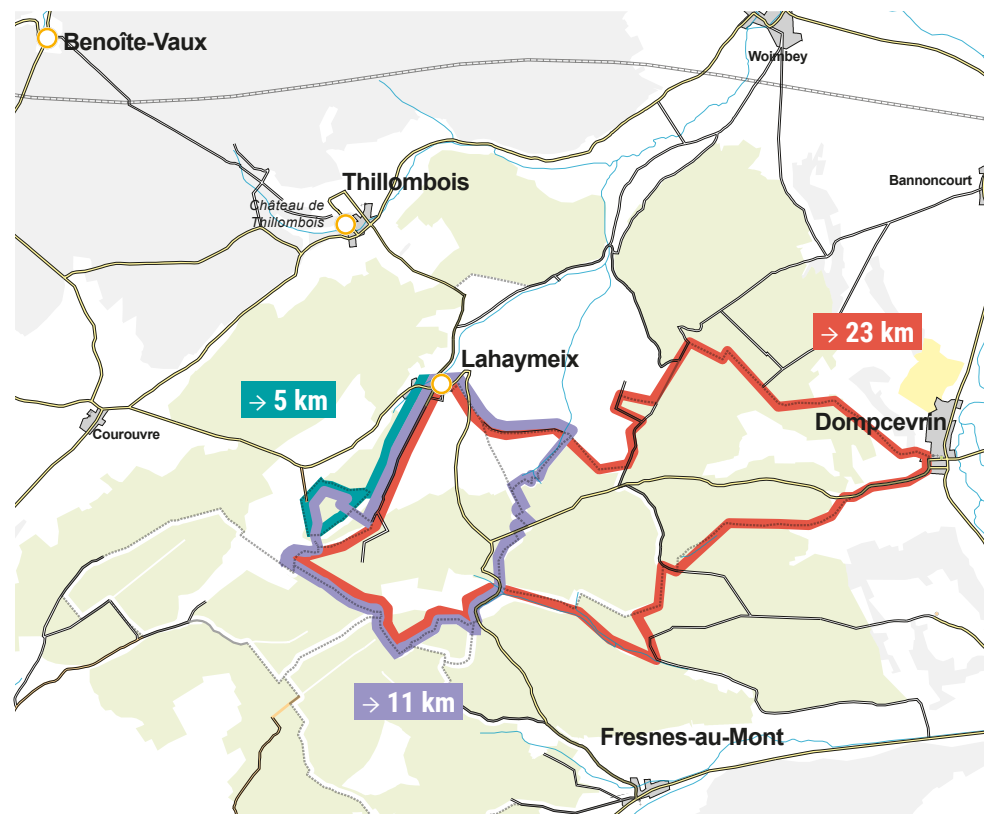 Benoîte-Vaux
Woimbey
Thillombois
Bannoncourt
Château de
Thillombois
→ 23 km
Lahaymeix
→ 5 km
Dompcevrin
Courouvre
→ 11 km
Fresnes-au-Mont